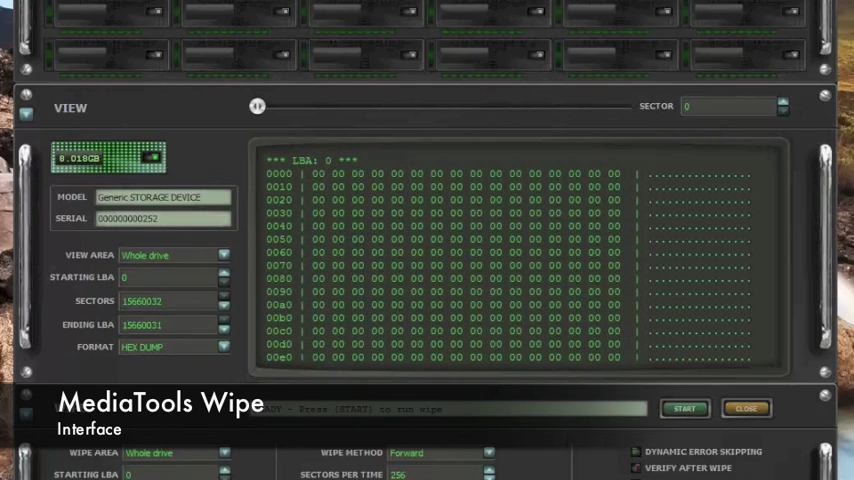 VIEW
SECTOR 0
8.018GB
MODEL Generic STORAGE DEVICE
SERIAL 000000000252
VIEW AREA Whole drive
STARTING LBA 0
SECTORS 15660032
ENDING LBA 15660031
FORMAT HEX DUMP
*** LBA: 0 ***
0000 | 00 00 00 00 00 00 00 00 00 00 00 00 00 00 00 00 | ................
0010 | 00 00 00 00 00 00 00 00 00 00 00 00 00 00 00 00 | ................
0020 | 00 00 00 00 00 00 00 00 00 00 00 00 00 00 00 00 | ................
0030 | 00 00 00 00 00 00 00 00 00 00 00 00 00 00 00 00 | ................
0040 | 00 00 00 00 00 00 00 00 00 00 00 00 00 00 00 00 | ................
0050 | 00 00 00 00 00 00 00 00 00 00 00 00 00 00 00 00 | ................
0060 | 00 00 00 00 00 00 00 00 00 00 00 00 00 00 00 00 | ................
0070 | 00 00 00 00 00 00 00 00 00 00 00 00 00 00 00 00 | ................
0080 | 00 00 00 00 00 00 00 00 00 00 00 00 00 00 00 00 | ................
0090 | 00 00 00 00 00 00 00 00 00 00 00 00 00 00 00 00 | ................
00a0 | 00 00 00 00 00 00 00 00 00 00 00 00 00 00 00 00 | ................
00b0 | 00 00 00 00 00 00 00 00 00 00 00 00 00 00 00 00 | ................
00c0 | 00 00 00 00 00 00 00 00 00 00 00 00 00 00 00 00 | ................
00d0 | 00 00 00 00 00 00 00 00 00 00 00 00 00 00 00 00 | ................
00e0 | 00 00 00 00 00 00 00 00 00 00 00 00 00 00 00 00 | ................
MediaTools Wipe
- Press [START] to run wipe
START
CLOSE
Interface
WIPE AREA Whole drive
WIPE METHOD Forward
DYNAMIC ERROR SKIPPING
VERIFY AFTER WIPE
STARTING LBA 0
SECTORS PER TIME 256